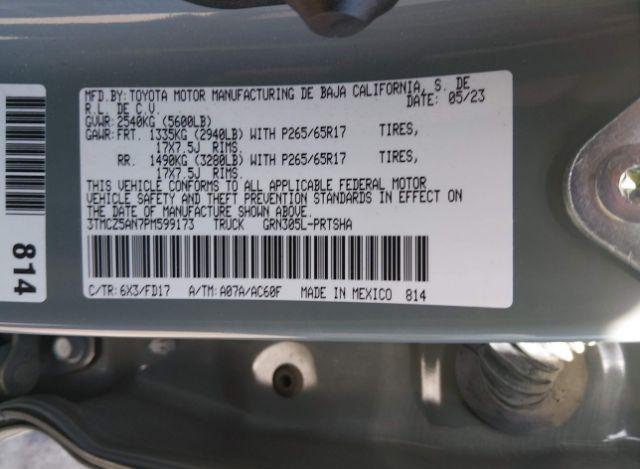 MFD.BY: TOYOTA MOTOR MANUFACTURING DE BAJA CALIFORNIA, S. DE
R.L. DE C.V. DATE: 05/23
GVWR: 2540KG (5600LB)
GAWR: FRT. 1335KG (2940LB) WITH P265/65R17 TIRES,
17X7.5J RIMS.
RR. 1490KG (3280LB) WITH P265/65R17 TIRES,
17X7.5J RIMS.
THIS VEHICLE CONFORMS TO ALL APPLICABLE FEDERAL MOTOR
VEHICLE SAFETY AND THEFT PREVENTION STANDARDS IN EFFECT
ON THE DATE OF MANUFACTURE SHOWN ABOVE.
3TMCZ5AN7PM599173 TRUCK GRN305L-PRTSHA
C/TR: 6X3/FD17 A/TM: A07A/AC60F MADE IN MEXICO 814
814